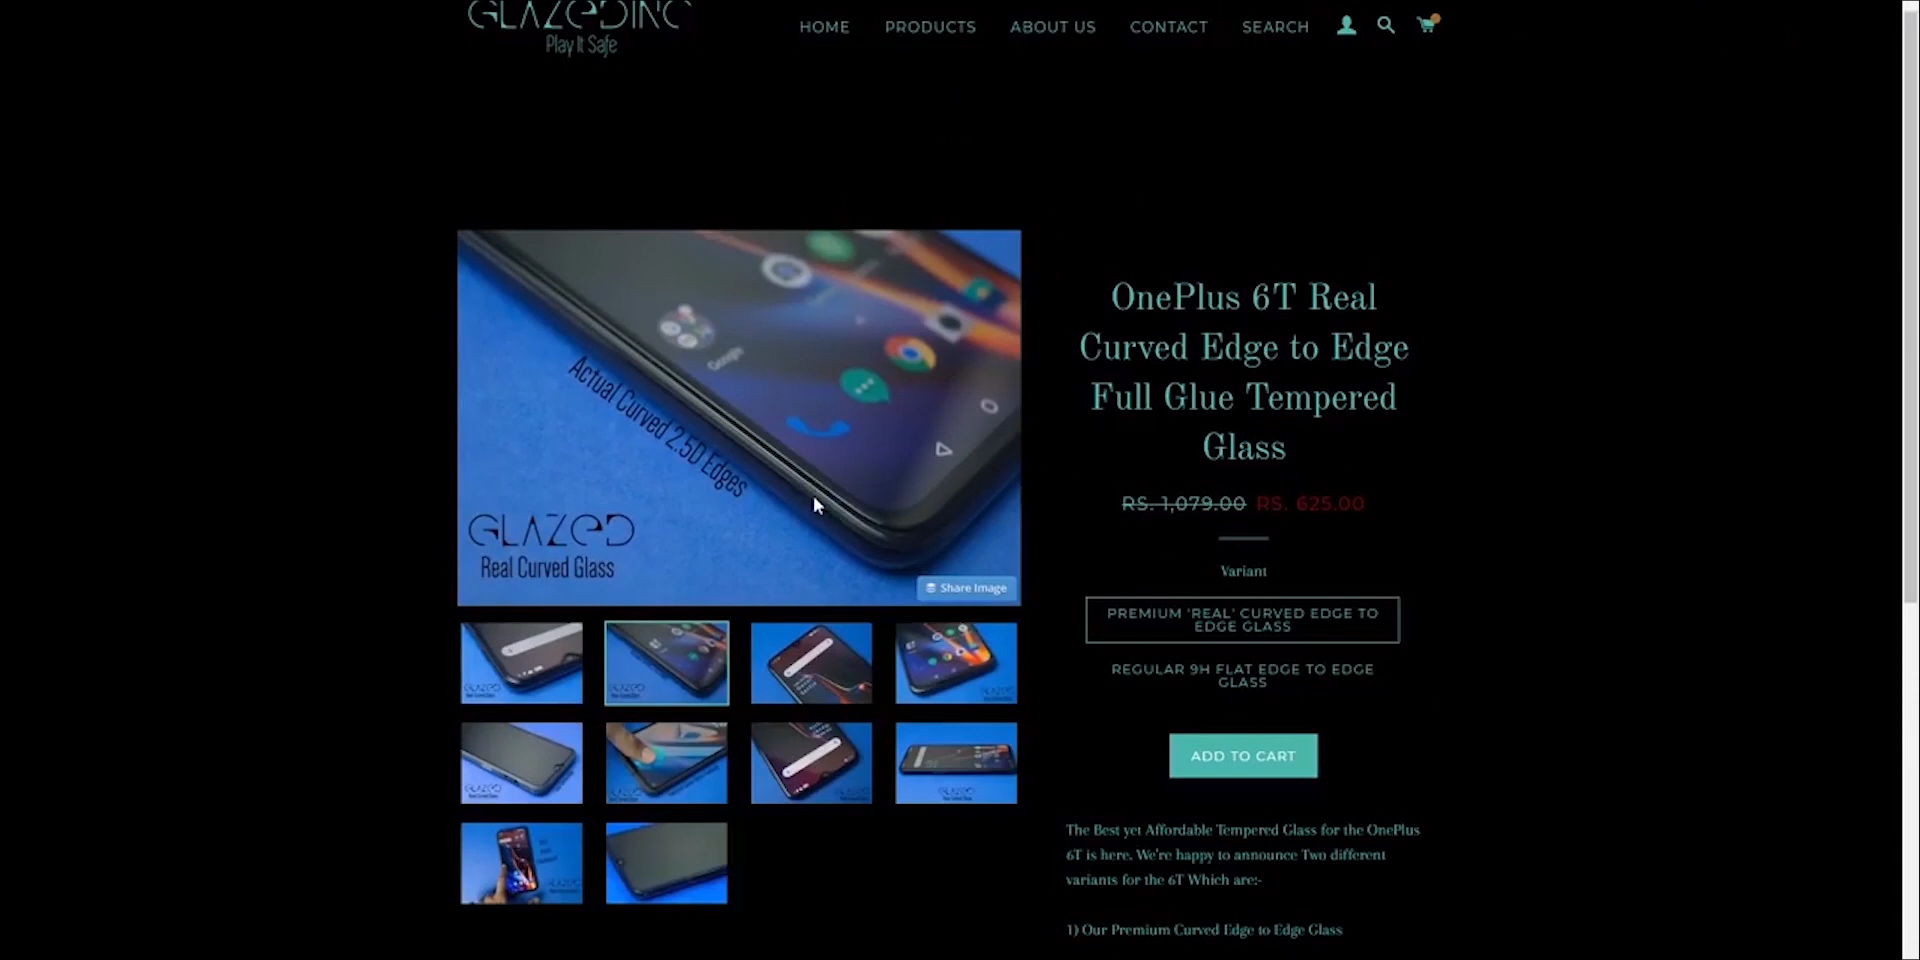 GLAZEDINC
Play It Safe
HOME PRODUCTS ABOUT US CONTACT SEARCH
Google
Actual Curved 2.5D Edges
GLAZED
Real Curved Glass
Share Image
OnePlus 6T Real
Curved Edge to Edge
Full Glue Tempered
Glass
RS. 1,079.00 RS. 625.00
Variant
PREMIUM 'REAL' CURVED EDGE TO
EDGE GLASS
REGULAR 9H FLAT EDGE TO EDGE
GLASS
ADD TO CART
The Best yet Affordable Tempered Glass for the OnePlus
6T is here. We're happy to announce Two different
variants for the 6T Which are:-
1) Our Premium Curved Edge to Edge Glass